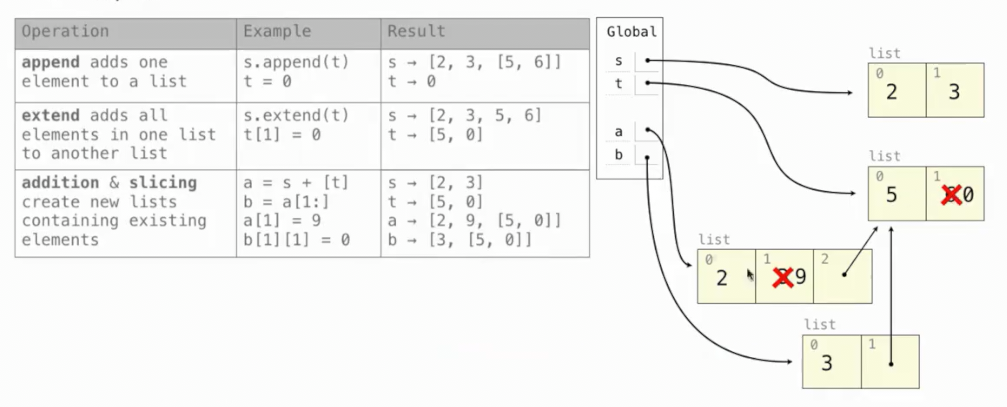 Operation Example Result
append adds one s.append(t) s → [2, 3, [5, 6]]
element to a list t = 0 t → 0
extend adds all s.extend(t) s → [2, 3, 5, 6]
elements in one list t[1] = 0 t → [5, 0]
to another list
addition & slicing a = s + [t] s → [2, 3]
create new lists b = a[1:] t → [5, 0]
containing existing a[1] = 9 a → [2, 9, [5, 0]]
elements b[1][1] = 0 b → [3, [5, 0]]
Global
s
t
a
b
list
0 1
2 3
list
0 1
5 0
list
0 1 2
2 9
list
0 1
3